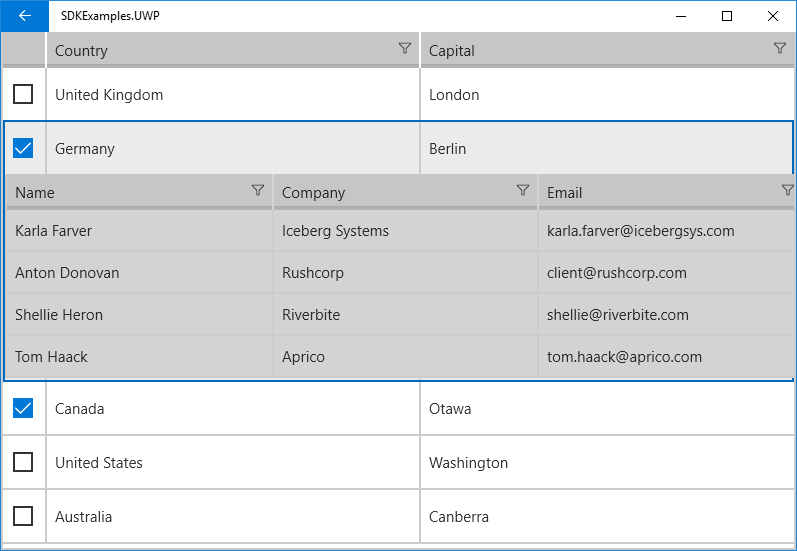 SDKExamples.UWP
Country Capital
United Kingdom London
Germany Berlin
Name Company Email
Karla Farver Iceberg Systems karla.farver@icebergsys.com
Anton Donovan Rushcorp client@rushcorp.com
Shellie Heron Riverbite shellie@riverbite.com
Tom Haack Aprico tom.haack@aprico.com
Canada Otawa
United States Washington
Australia Canberra